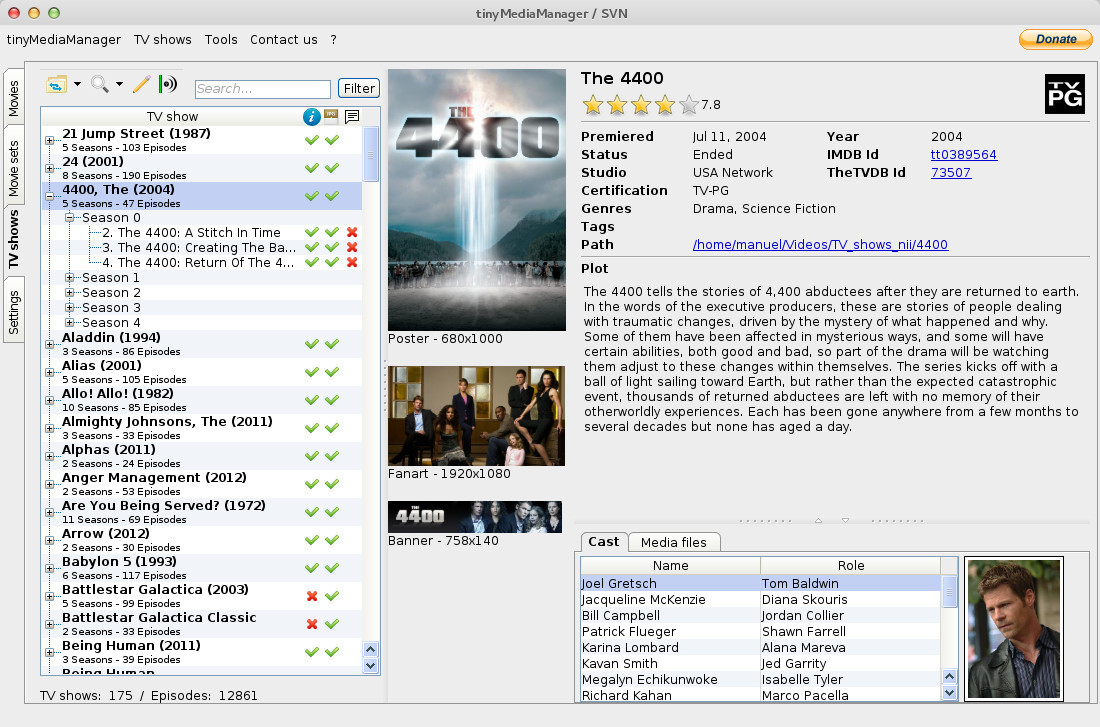 tinyMediaManager / SVN
tinyMediaManager TV shows Tools Contact us ?
Donate
Movies
Movie sets
TV shows
Settings
Search...
Filter
TV show
21 Jump Street (1987)
5 Seasons - 103 Episodes
24 (2001)
8 Seasons - 190 Episodes
4400, The (2004)
5 Seasons - 47 Episodes
Season 0
2. The 4400: A Stitch In Time
3. The 4400: Creating The Ba...
4. The 4400: Return Of The 4...
Season 1
Season 2
Season 3
Season 4
Aladdin (1994)
3 Seasons - 86 Episodes
Alias (2001)
5 Seasons - 105 Episodes
Allo! Allo! (1982)
10 Seasons - 85 Episodes
Almighty Johnsons, The (2011)
3 Seasons - 33 Episodes
Alphas (2011)
2 Seasons - 24 Episodes
Anger Management (2012)
2 Seasons - 53 Episodes
Are You Being Served? (1972)
11 Seasons - 69 Episodes
Arrow (2012)
2 Seasons - 30 Episodes
Babylon 5 (1993)
6 Seasons - 117 Episodes
Battlestar Galactica (2003)
5 Seasons - 99 Episodes
Battlestar Galactica Classic
2 Seasons - 33 Episodes
Being Human (2011)
3 Seasons - 39 Episodes
Being Human
TV shows: 175 / Episodes: 12861
THE
4400
Poster - 680x1000
Fanart - 1920x1080
THE
4400
Banner - 758x140
The 4400
7.8
TV
PG
Premiered Jul 11, 2004 Year 2004
Status Ended IMDB Id tt0389564
Studio USA Network TheTVDB Id 73507
Certification TV-PG
Genres Drama, Science Fiction
Tags
Path /home/manuel/Videos/TV_shows_nii/4400
Plot
The 4400 tells the stories of 4,400 abductees after they are returned to earth.
In the words of the executive producers, these are stories of people dealing
with traumatic changes, driven by the mystery of what happened and why.
Some of them have been affected in mysterious ways, and some will have
certain abilities, both good and bad, so part of the drama will be watching
them adjust to these changes within themselves. The series kicks off with a
ball of light sailing toward Earth, but rather than the expected catastrophic
event, thousands of returned abductees are left with no memory of their
otherworldly experiences. Each has been gone anywhere from a few months to
several decades but none has aged a day.
Cast Media files
Name Role
Joel Gretsch Tom Baldwin
Jacqueline McKenzie Diana Skouris
Bill Campbell Jordan Collier
Patrick Flueger Shawn Farrell
Karina Lombard Alana Mareva
Kavan Smith Jed Garrity
Megalyn Echikunwoke Isabelle Tyler
Richard Kahan Marco Pacella